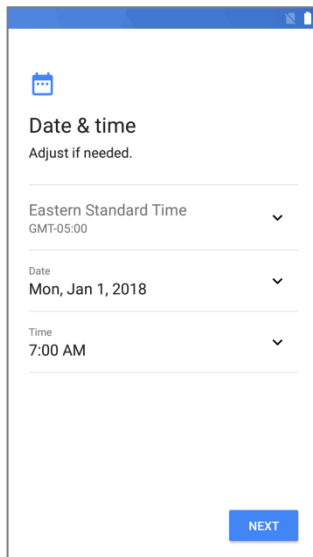 Date & time
Adjust if needed.
Eastern Standard Time
GMT-05:00
Date
Mon, Jan 1, 2018
Time
7:00 AM
NEXT